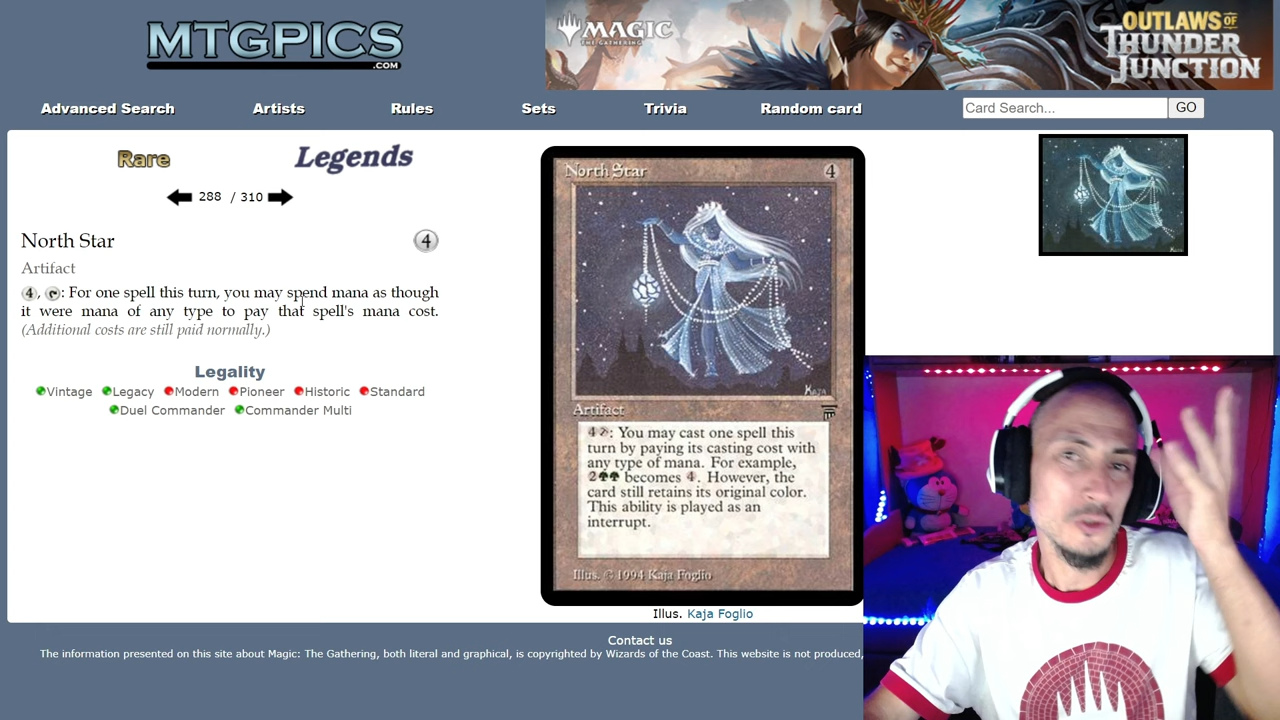 MTGPICS
.COM
MAGIC
THE GATHERING
OUTLAWS OF
THUNDER
JUNCTION
Advanced Search
Artists
Rules
Sets
Trivia
Random card
Card Search...
GO
Rare
Legends
288 / 310
North Star
4
Artifact
4, : For one spell this turn, you may spend mana as though
it were mana of any type to pay that spell's mana cost.
(Additional costs are still paid normally.)
Legality
Vintage Legacy Modern Pioneer Historic Standard
Duel Commander Commander Multi
North Star 4
KAJA
Artifact
4 : You may cast one spell this
turn by paying its casting cost with
any type of mana. For example,
2 becomes 4. However, the
card still retains its original color.
This ability is played as an
interrupt.
Illus. © 1994 Kaja Foglio
Illus. Kaja Foglio
Contact us
The information presented on this site about Magic: The Gathering, both literal and graphical, is copyrighted by Wizards of the Coast. This website is not produced,